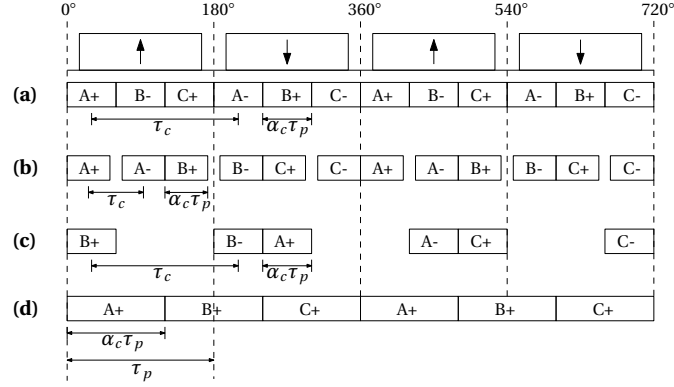 0° 180° 360° 540° 720°
(a) A+ B- C+ A- B+ C- A+ B- C+ A- B+ C-
τc αcτp
(b) A+ A- B+ B- C+ C- A+ A- B+ B- C+ C-
τc αcτp
(c) B+ B- A+ A- C+ C-
τc αcτp
(d) A+ B+ C+ A+ B+ C+
αcτp
τp